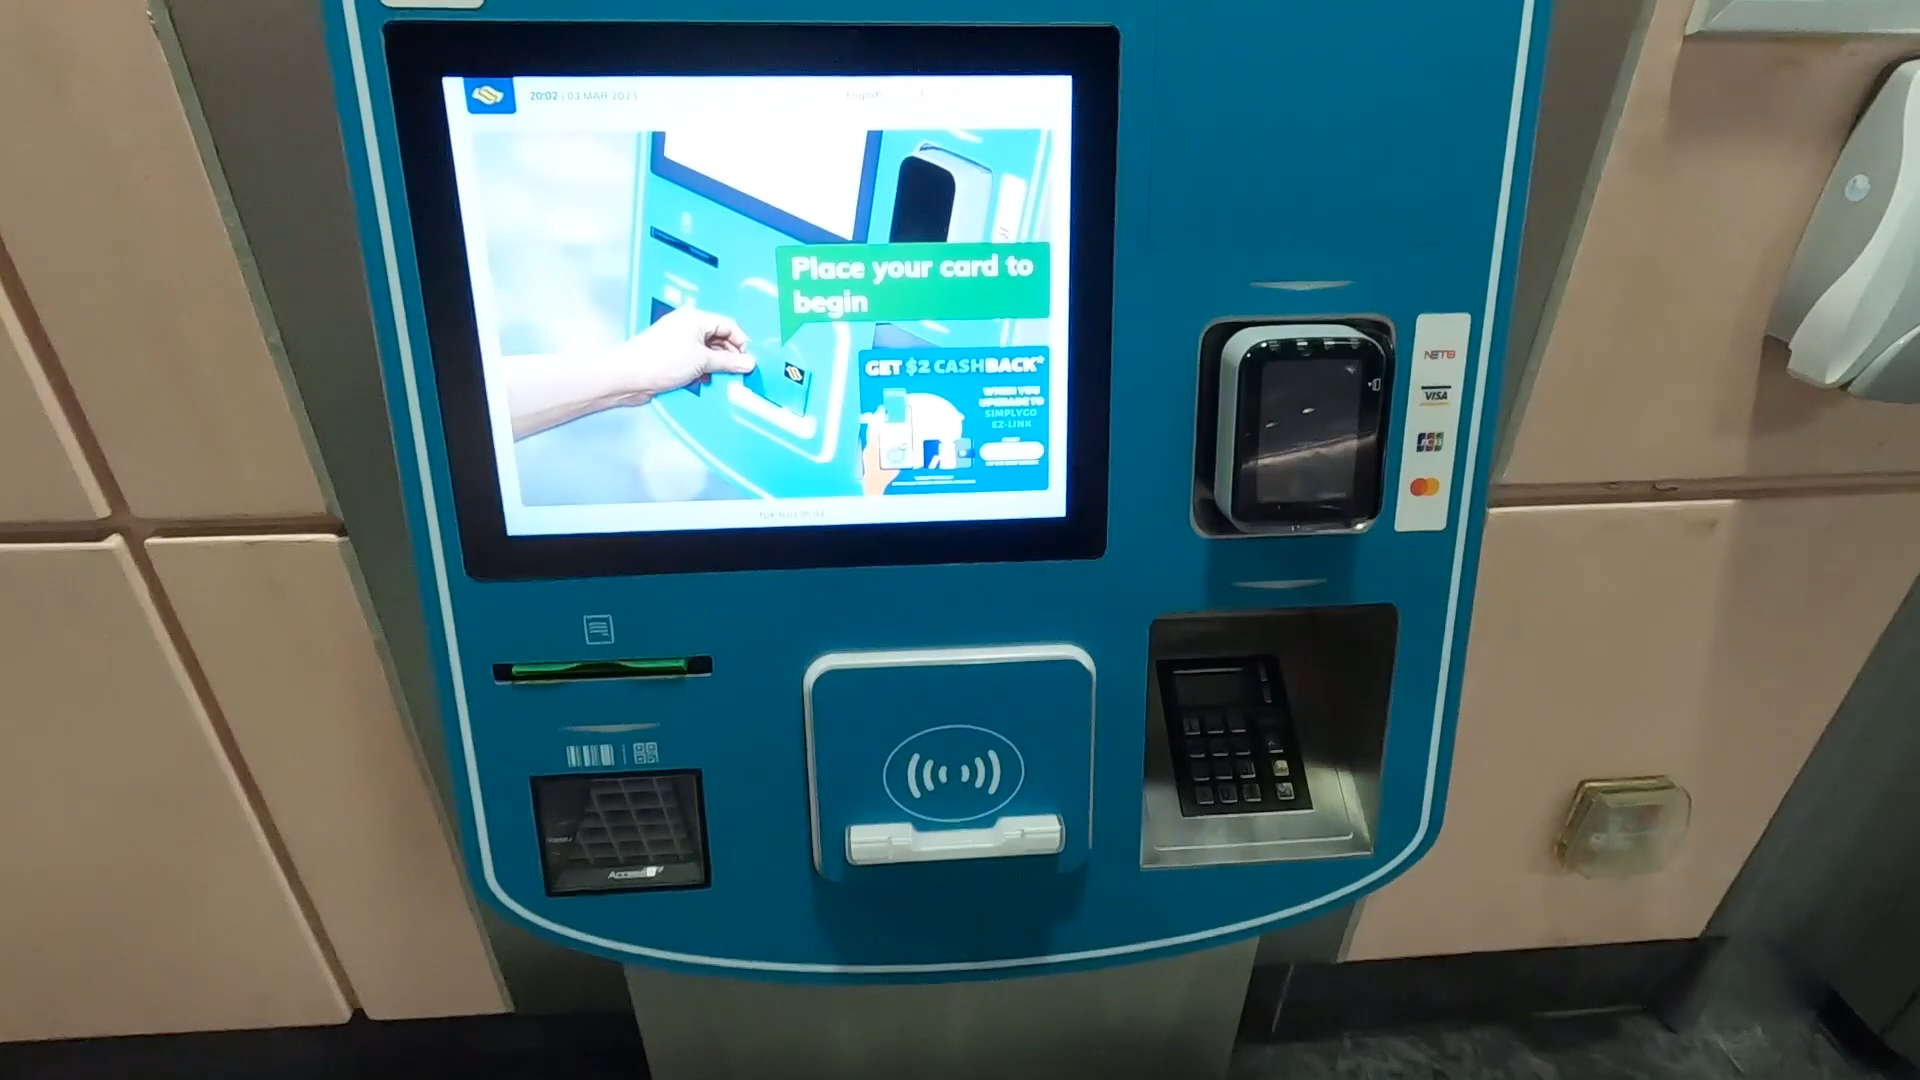 20:02 | 03 MAR 2023
English
Place your card to
begin
GET $2 CASHBACK*
WHEN YOU
UPGRADE TO
SIMPLYGO
EZ-LINK
NETS
VISA
JCB